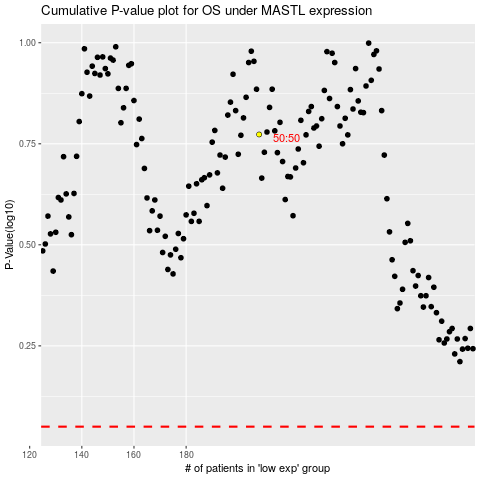 Cumulative P-value plot for OS under MASTL expression
P-Value(log10)
1.00
0.75
0.50
0.25
50:50
120 140 160 180
# of patients in 'low exp' group